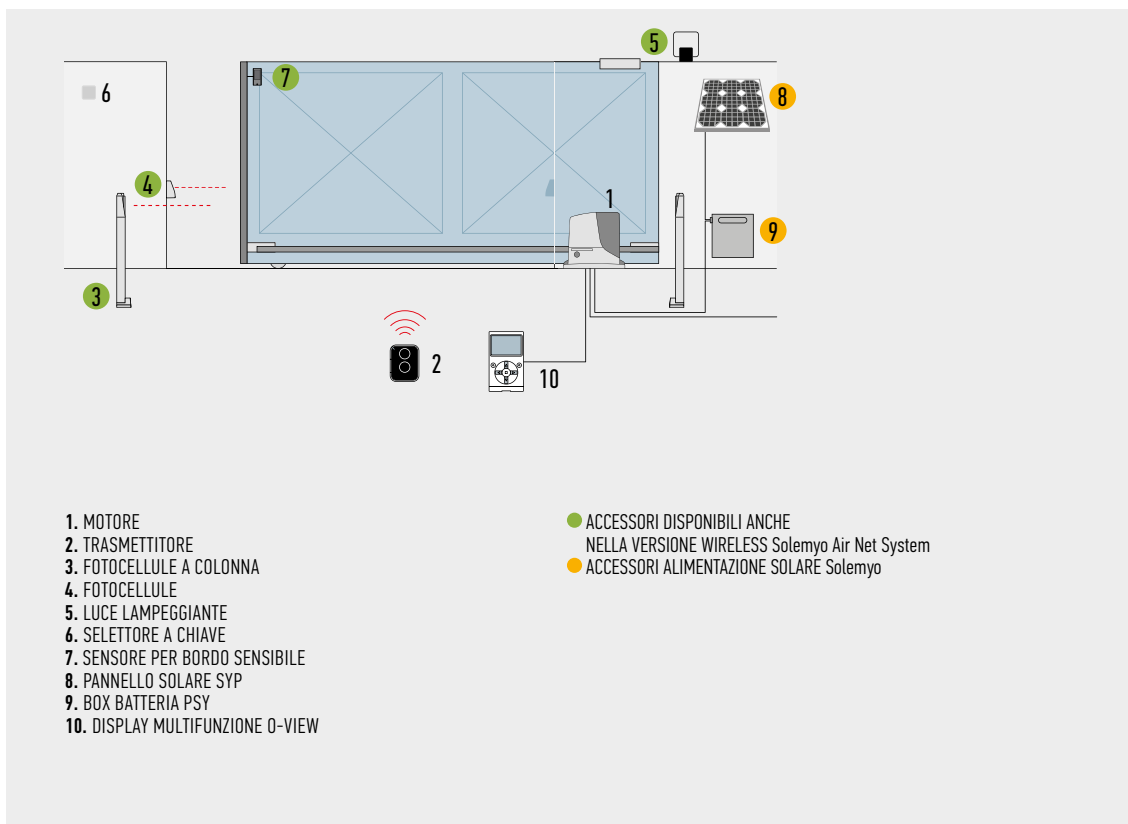 5
6
7
8
4
1
9
3
2
10
1. MOTORE
2. TRASMETTITORE
3. FOTOCELLULE A COLONNA
4. FOTOCELLULE
5. LUCE LAMPEGGIANTE
6. SELETTORE A CHIAVE
7. SENSORE PER BORDO SENSIBILE
8. PANNELLO SOLARE SYP
9. BOX BATTERIA PSY
10. DISPLAY MULTIFUNZIONE O-VIEW
ACCESSORI DISPONIBILI ANCHE
NELLA VERSIONE WIRELESS Solemyo Air Net System
ACCESSORI ALIMENTAZIONE SOLARE Solemyo